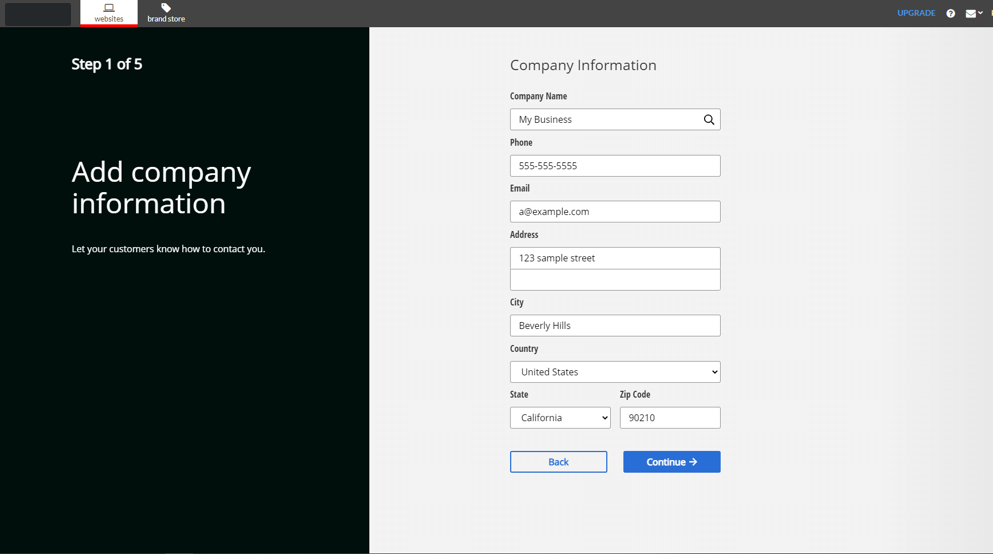 websites
brand store
UPGRADE
Step 1 of 5
Add company
information
Let your customers know how to contact you.
Company Information
Company Name
My Business
Phone
555-555-5555
Email
a@example.com
Address
123 sample street
City
Beverly Hills
Country
United States
State
Zip Code
California
90210
Back
Continue →